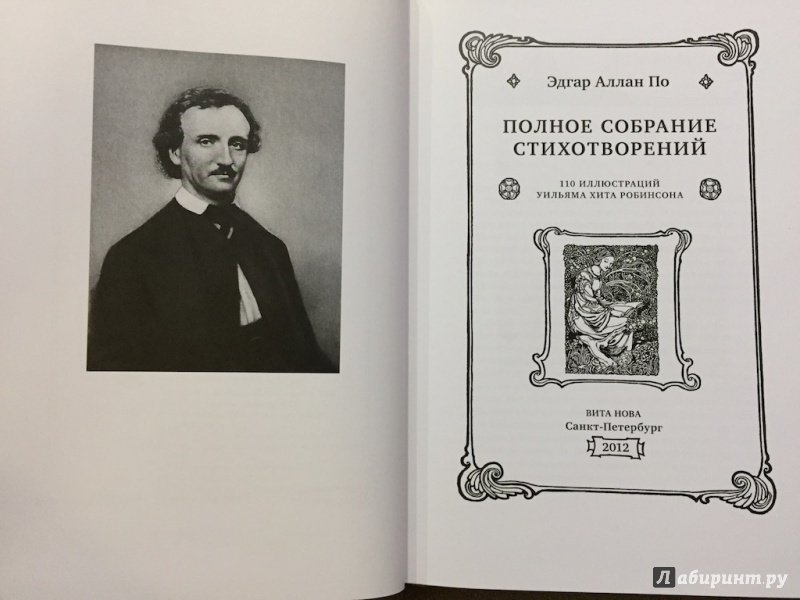 Эдгар Аллан По
ПОЛНОЕ СОБРАНИЕ
СТИХОТВОРЕНИЙ
110 ИЛЛЮСТРАЦИЙ
УИЛЬЯМА ХИТА РОБИНСОНА
ВИТА НОВА
Санкт-Петербург
2012
Лабиринт.ру